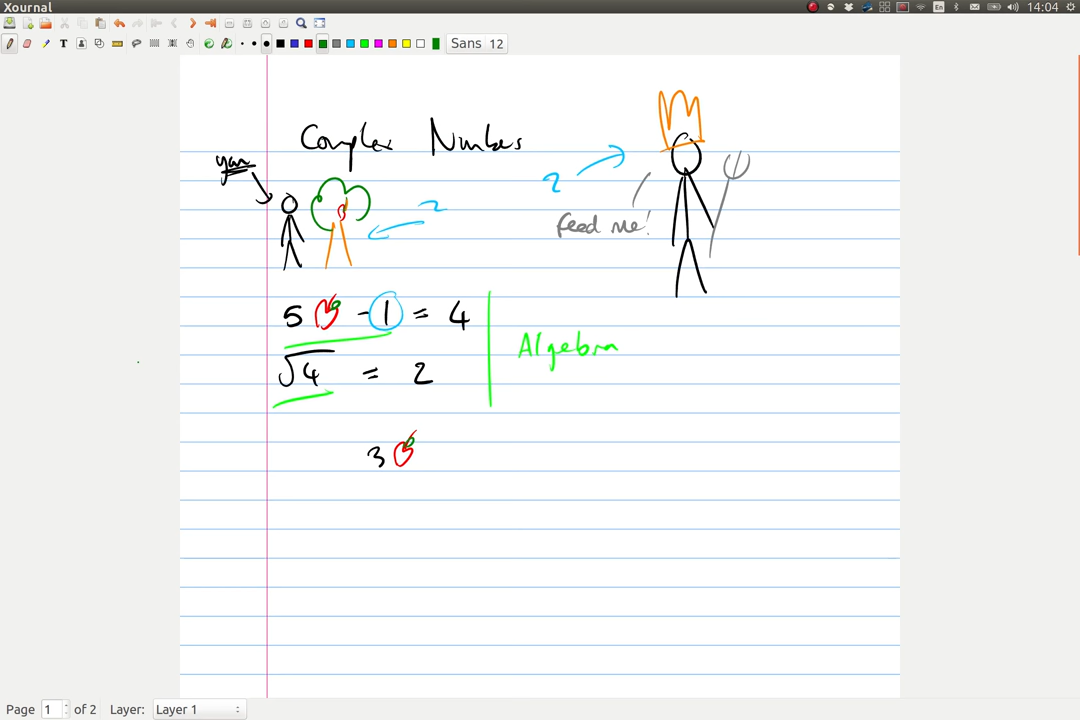 Xournal
En
14:04
T
Sans 12
Complex Numbers
you
2
2
feed me!
5 - 1 = 4
Algebra
√4 = 2
3
Page 1 of 2 Layer: Layer 1